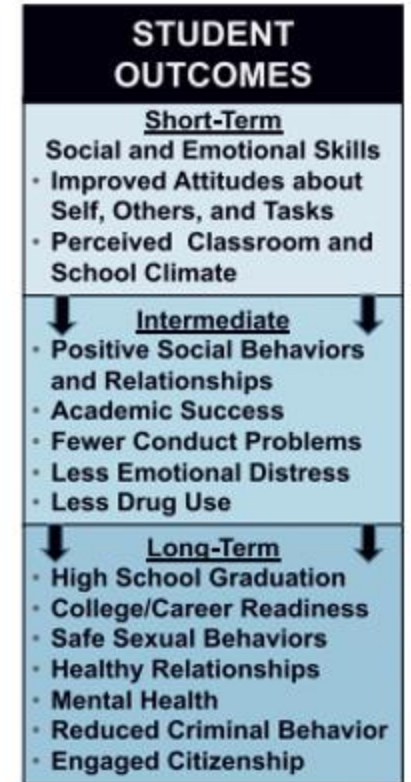 STUDENT
OUTCOMES
Short-Term
Social and Emotional Skills
• Improved Attitudes about
Self, Others, and Tasks
• Perceived Classroom and
School Climate
Intermediate
• Positive Social Behaviors
and Relationships
• Academic Success
• Fewer Conduct Problems
• Less Emotional Distress
• Less Drug Use
Long-Term
• High School Graduation
• College/Career Readiness
• Safe Sexual Behaviors
• Healthy Relationships
• Mental Health
• Reduced Criminal Behavior
• Engaged Citizenship